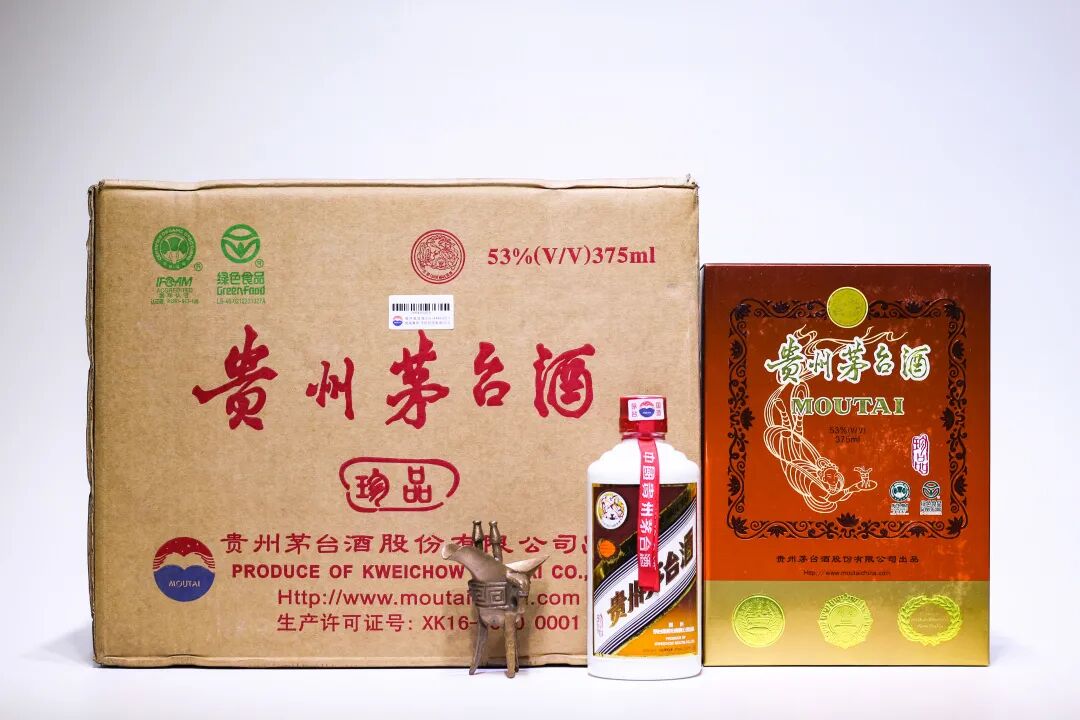 53%(V/V)375ml
IFOAM
ACCREDITED
绿色食品
GreenFood
贵州茅台酒
珍品
MOUTAI
贵州茅台酒股份有限公司
PRODUCE OF KWEICHOW
CO.,
Http://www.moutai
生产许可证号: XK16-
0001
中國贵州茅台酒
贵州茅台酒
贵州茅台酒
MOUTAI
53%(V/V)
375ml
珍品
贵州茅台酒股份有限公司出品
Http://www.moutaichina.com